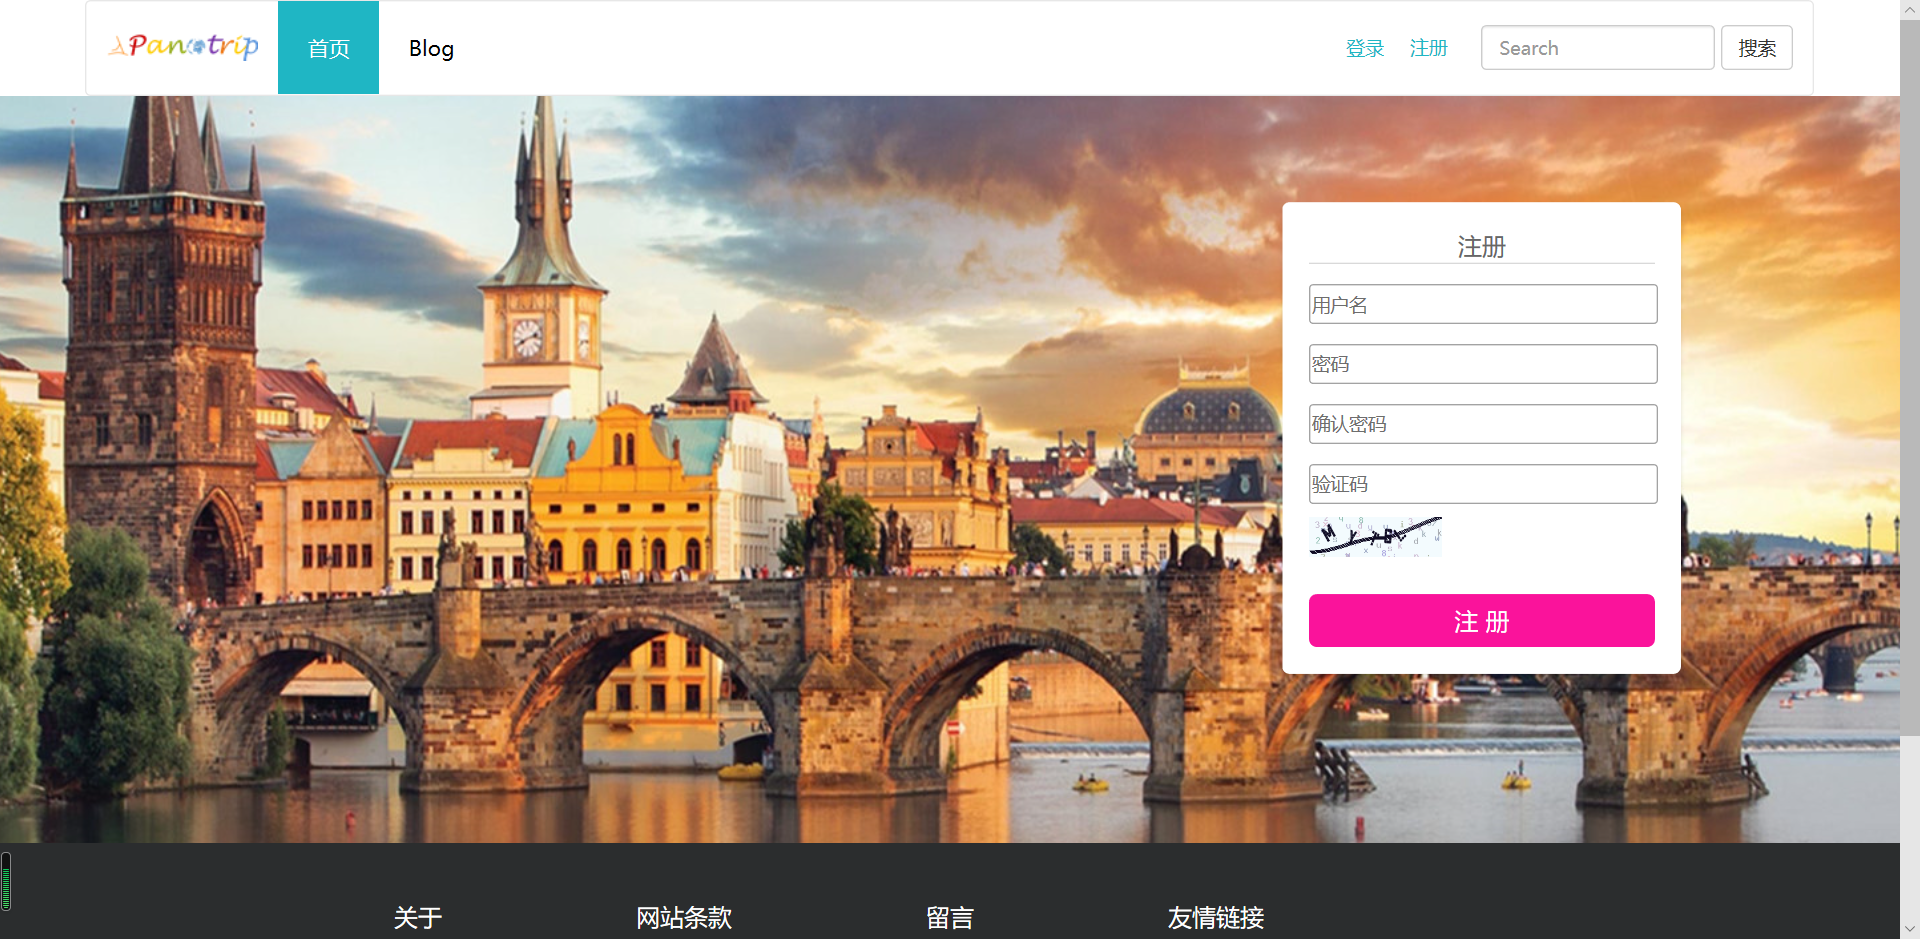 Panotrip
首页
Blog
登录
注册
Search
搜索
注册
用户名
密码
确认密码
验证码
注 册
关于
网站条款
留言
友情链接